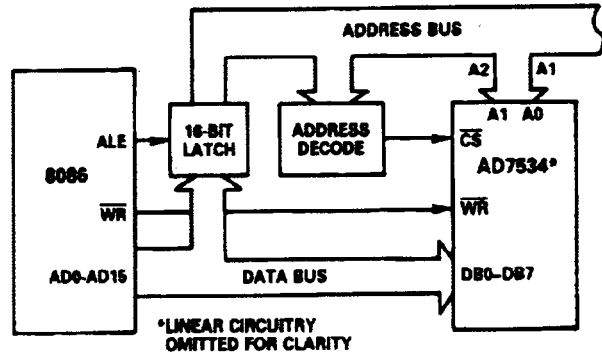 ADDRESS BUS
A2
A1
A1 A0
ALE
16-BIT
LATCH
ADDRESS
DECODE
CS
8086
AD7534*
WR
WR
AD0-AD15
DATA BUS
DB0-DB7
*LINEAR CIRCUITRY
OMITTED FOR CLARITY